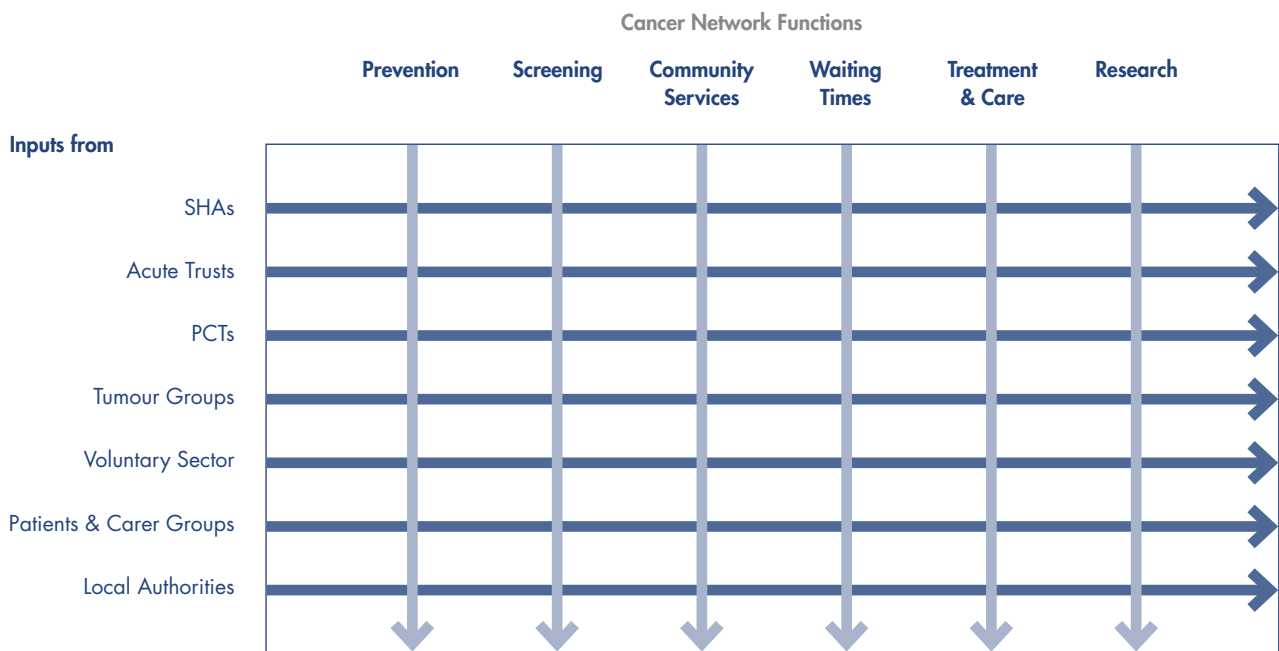 Cancer Network Functions
Prevention Screening Community Services Waiting Times Treatment & Care Research
Inputs from
SHAs
Acute Trusts
PCTs
Tumour Groups
Voluntary Sector
Patients & Carer Groups
Local Authorities